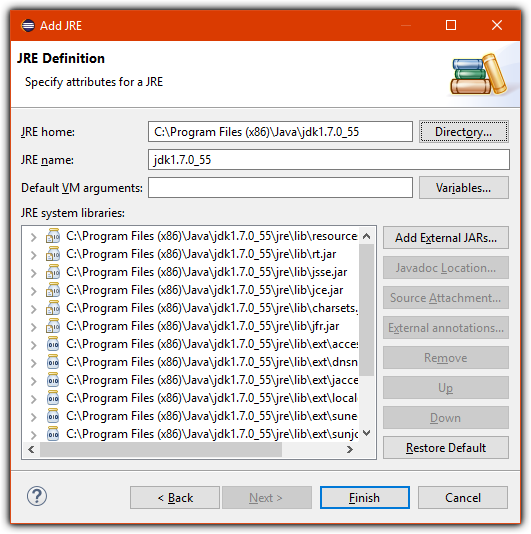 Add JRE
JRE Definition
Specify attributes for a JRE
JRE home:
C:\Program Files (x86)\Java\jdk1.7.0_55
Directory...
JRE name:
jdk1.7.0_55
Default VM arguments:
Variables...
JRE system libraries:
C:\Program Files (x86)\Java\jdk1.7.0_55\jre\lib\resource
C:\Program Files (x86)\Java\jdk1.7.0_55\jre\lib\rt.jar
C:\Program Files (x86)\Java\jdk1.7.0_55\jre\lib\jsse.jar
C:\Program Files (x86)\Java\jdk1.7.0_55\jre\lib\jce.jar
C:\Program Files (x86)\Java\jdk1.7.0_55\jre\lib\charsets.
C:\Program Files (x86)\Java\jdk1.7.0_55\jre\lib\jfr.jar
C:\Program Files (x86)\Java\jdk1.7.0_55\jre\lib\ext\acces
C:\Program Files (x86)\Java\jdk1.7.0_55\jre\lib\ext\dnsn
C:\Program Files (x86)\Java\jdk1.7.0_55\jre\lib\ext\jacce
C:\Program Files (x86)\Java\jdk1.7.0_55\jre\lib\ext\local
C:\Program Files (x86)\Java\jdk1.7.0_55\jre\lib\ext\sune
C:\Program Files (x86)\Java\jdk1.7.0_55\jre\lib\ext\sunjc
Add External JARs...
Javadoc Location...
Source Attachment...
External annotations...
Remove
Up
Down
Restore Default
< Back
Next >
Finish
Cancel